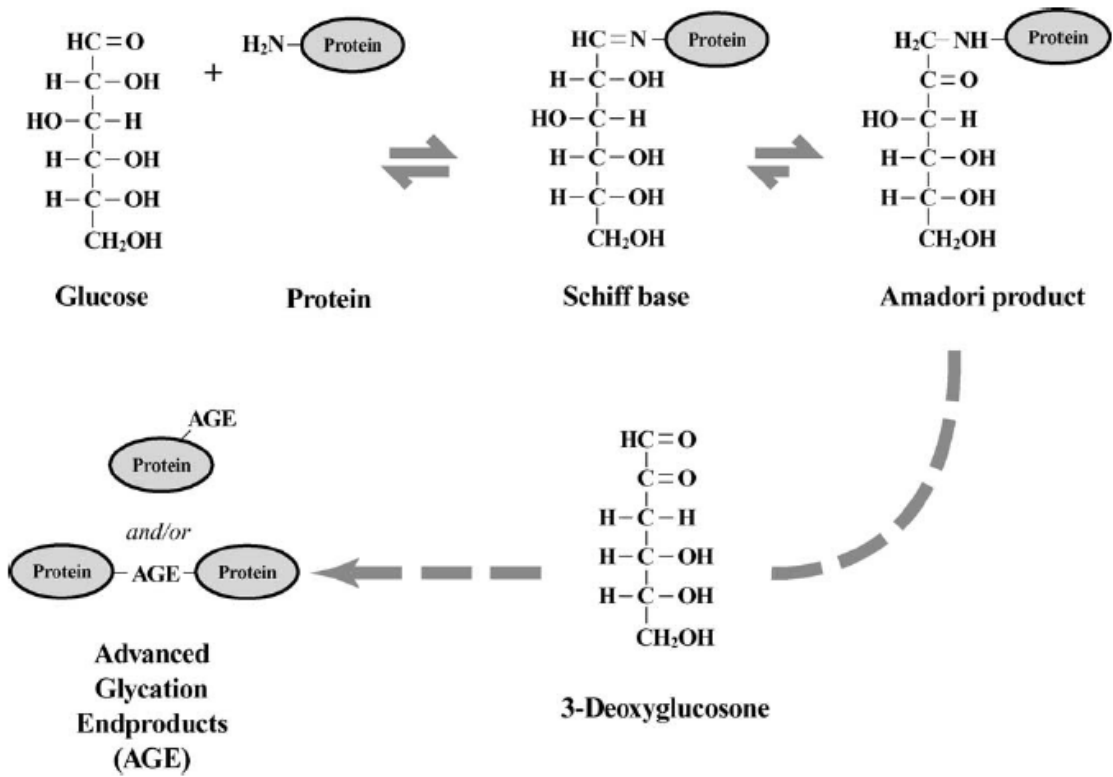 HC=O
H-C-OH
HO-C-H
H-C-OH
H-C-OH
CH₂OH
Glucose
+
H₂N-Protein
Protein
HC=N-Protein
H-C-OH
HO-C-H
H-C-OH
H-C-OH
CH₂OH
Schiff base
H₂C-NH-Protein
C=O
HO-C-H
H-C-OH
H-C-OH
CH₂OH
Amadori product
HC=O
C=O
H-C-H
H-C-OH
H-C-OH
CH₂OH
3-Deoxyglucosone
AGE
Protein
and/or
Protein-AGE-Protein
Advanced
Glycation
Endproducts
(AGE)